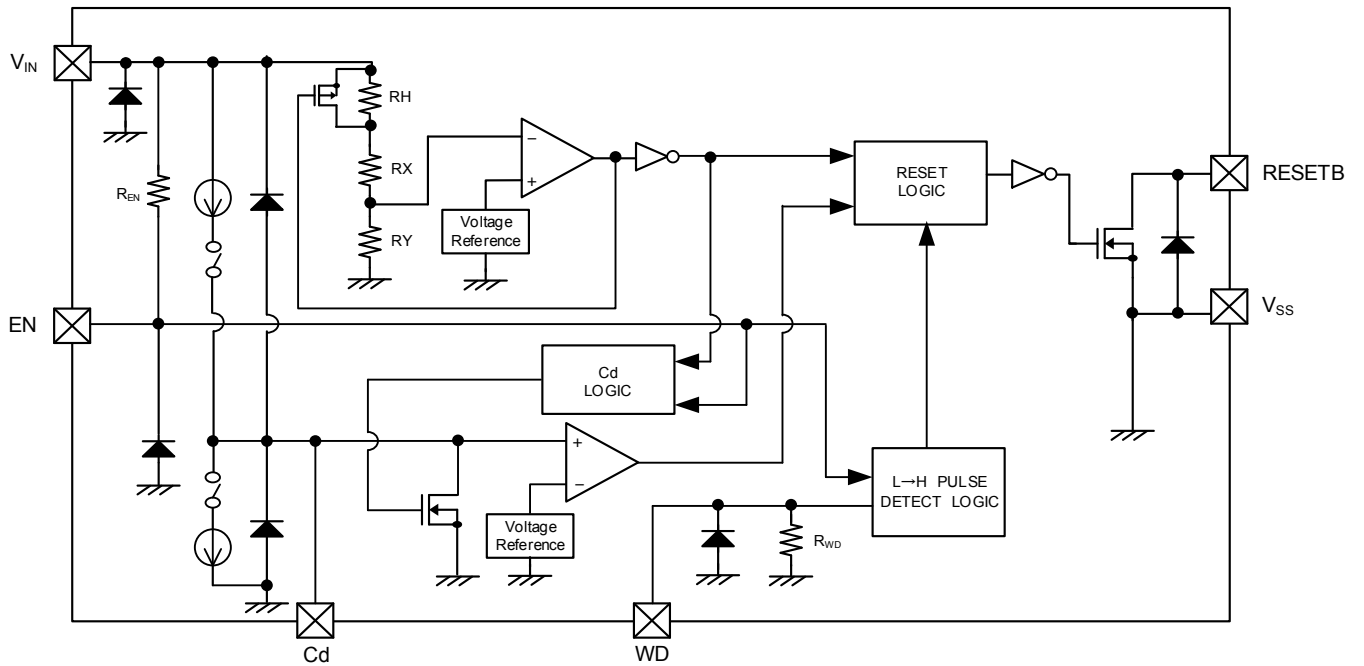 V_IN
RH
RX
RY
R_EN
−
+
Voltage
Reference
RESET
LOGIC
RESETB
V_SS
EN
Cd
LOGIC
+
−
Voltage
Reference
L→H PULSE
DETECT LOGIC
R_WD
Cd
WD